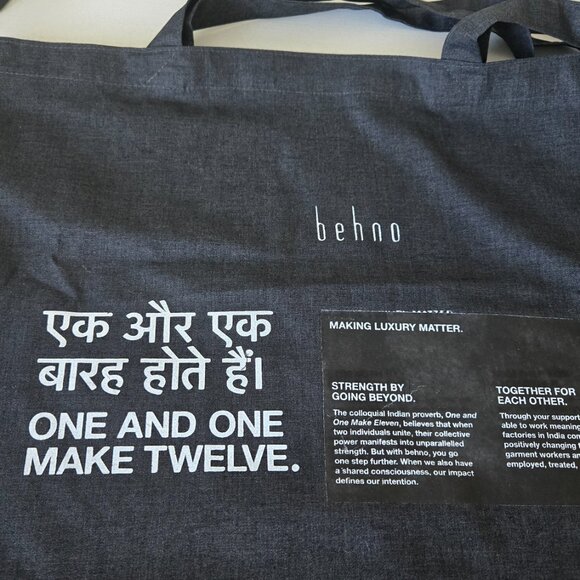 behno
एक और एक
बारह होते हैं।
ONE AND ONE
MAKE TWELVE.
MAKING LUXURY MATTER.
STRENGTH BY
GOING BEYOND.
The colloquial Indian proverb, One and
One Make Eleven, believes that when
two individuals unite, their collective
power manifests into unparallelled
strength. But with behno, you go
one step further. When we also have
a shared consciousness, our impact
defines our intention.
TOGETHER FOR
EACH OTHER.
Through your support
able to work meaning
factories in India
positively changing
garment workers
employed, treated,